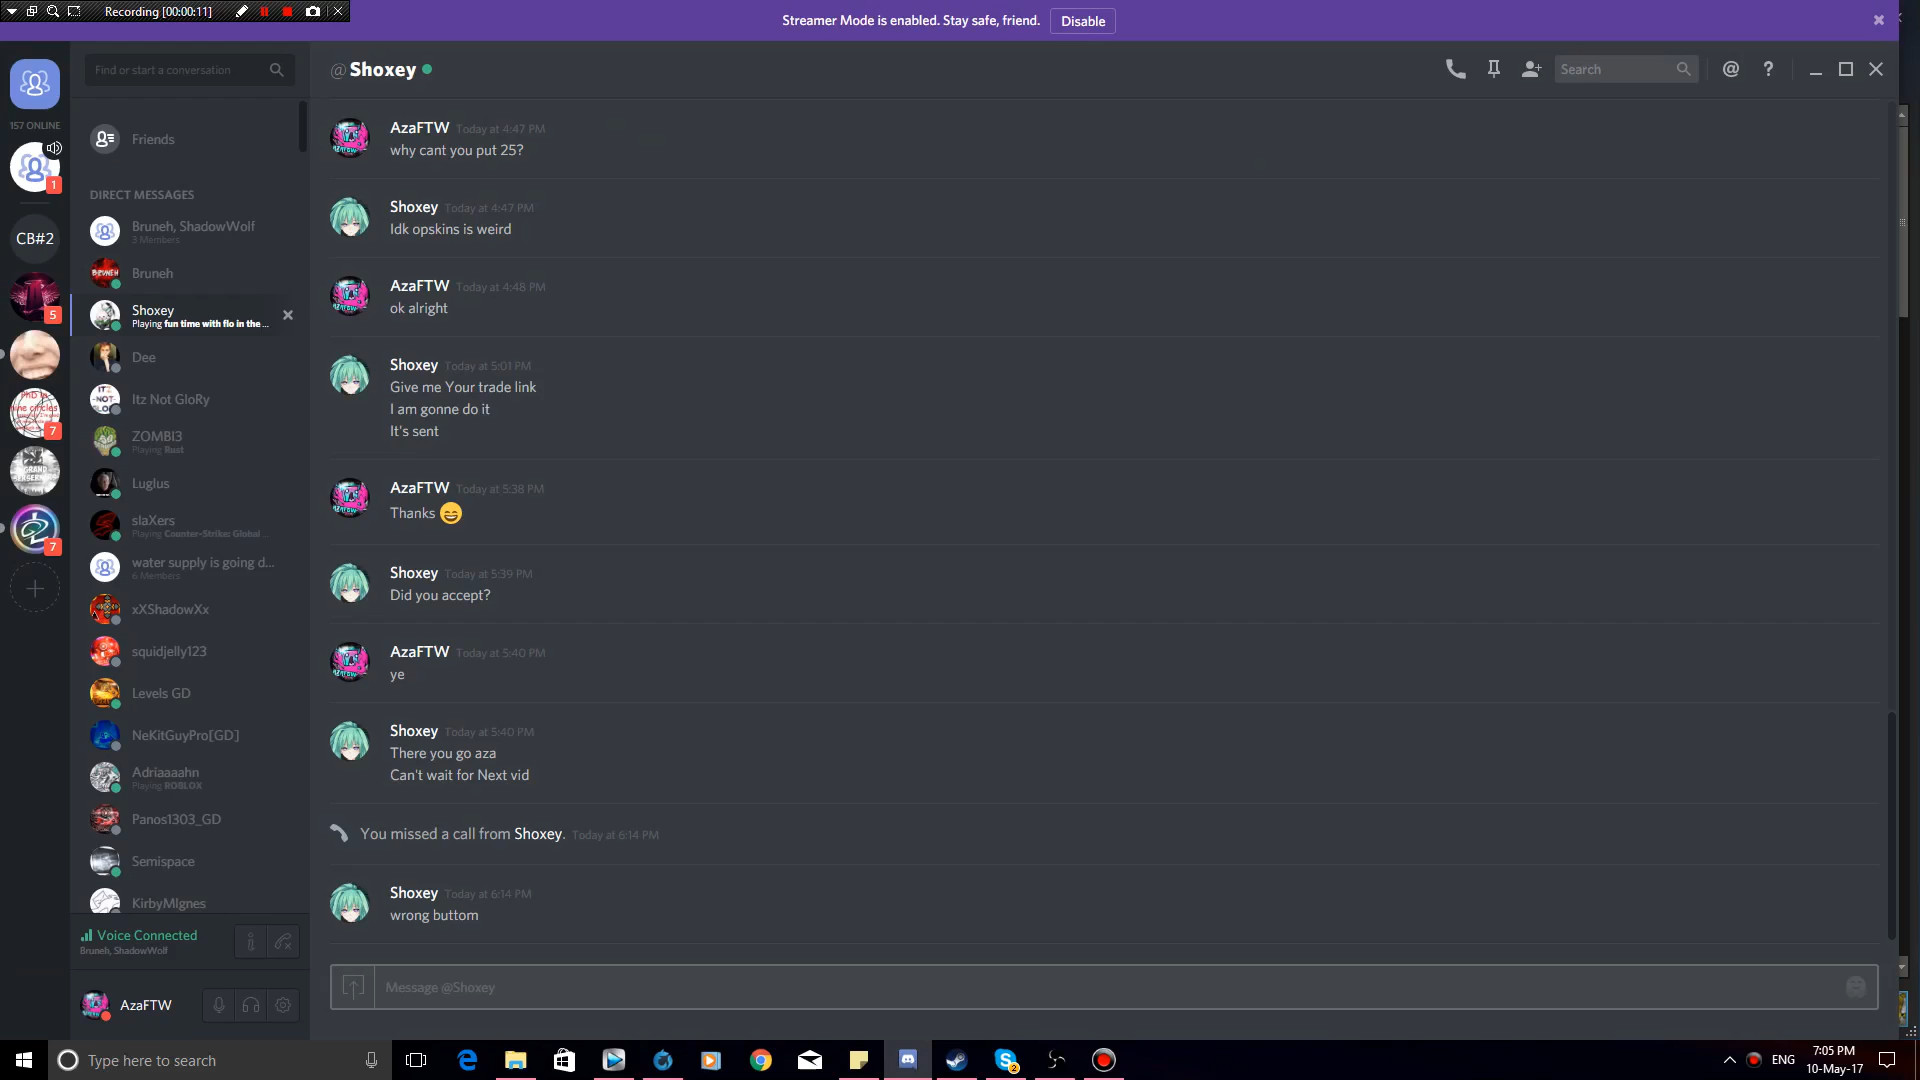 Recording [00:00:11]
Streamer Mode is enabled. Stay safe, friend.
Disable
Find or start a conversation
157 ONLINE
1
CB#2
5
7
7
Friends
DIRECT MESSAGES
Bruneh, ShadowWolf
3 Members
Bruneh
Shoxey
Playing fun time with flo in the ...
Dee
Itz Not GloRy
ZOMBI3
Playing Rust
Luglus
slaXers
Playing Counter-Strike: Global ...
water supply is going d...
6 Members
xXShadowXx
squidjelly123
Levels GD
NeKitGuyPro[GD]
Adriaaaahn
Playing ROBLOX
Panos1303_GD
Semispace
KirbyMIgnes
Voice Connected
Bruneh, ShadowWolf
AzaFTW
@Shoxey
Search
AzaFTW Today at 4:47 PM
why cant you put 25?
Shoxey Today at 4:47 PM
Idk opskins is weird
AzaFTW Today at 4:48 PM
ok alright
Shoxey Today at 5:01 PM
Give me Your trade link
I am gonne do it
It's sent
AzaFTW Today at 5:38 PM
Thanks 😄
Shoxey Today at 5:39 PM
Did you accept?
AzaFTW Today at 5:40 PM
ye
Shoxey Today at 5:40 PM
There you go aza
Can't wait for Next vid
You missed a call from Shoxey. Today at 6:14 PM
Shoxey Today at 6:14 PM
wrong buttom
Message @Shoxey
Type here to search
2
ENG
7:05 PM
10-May-17